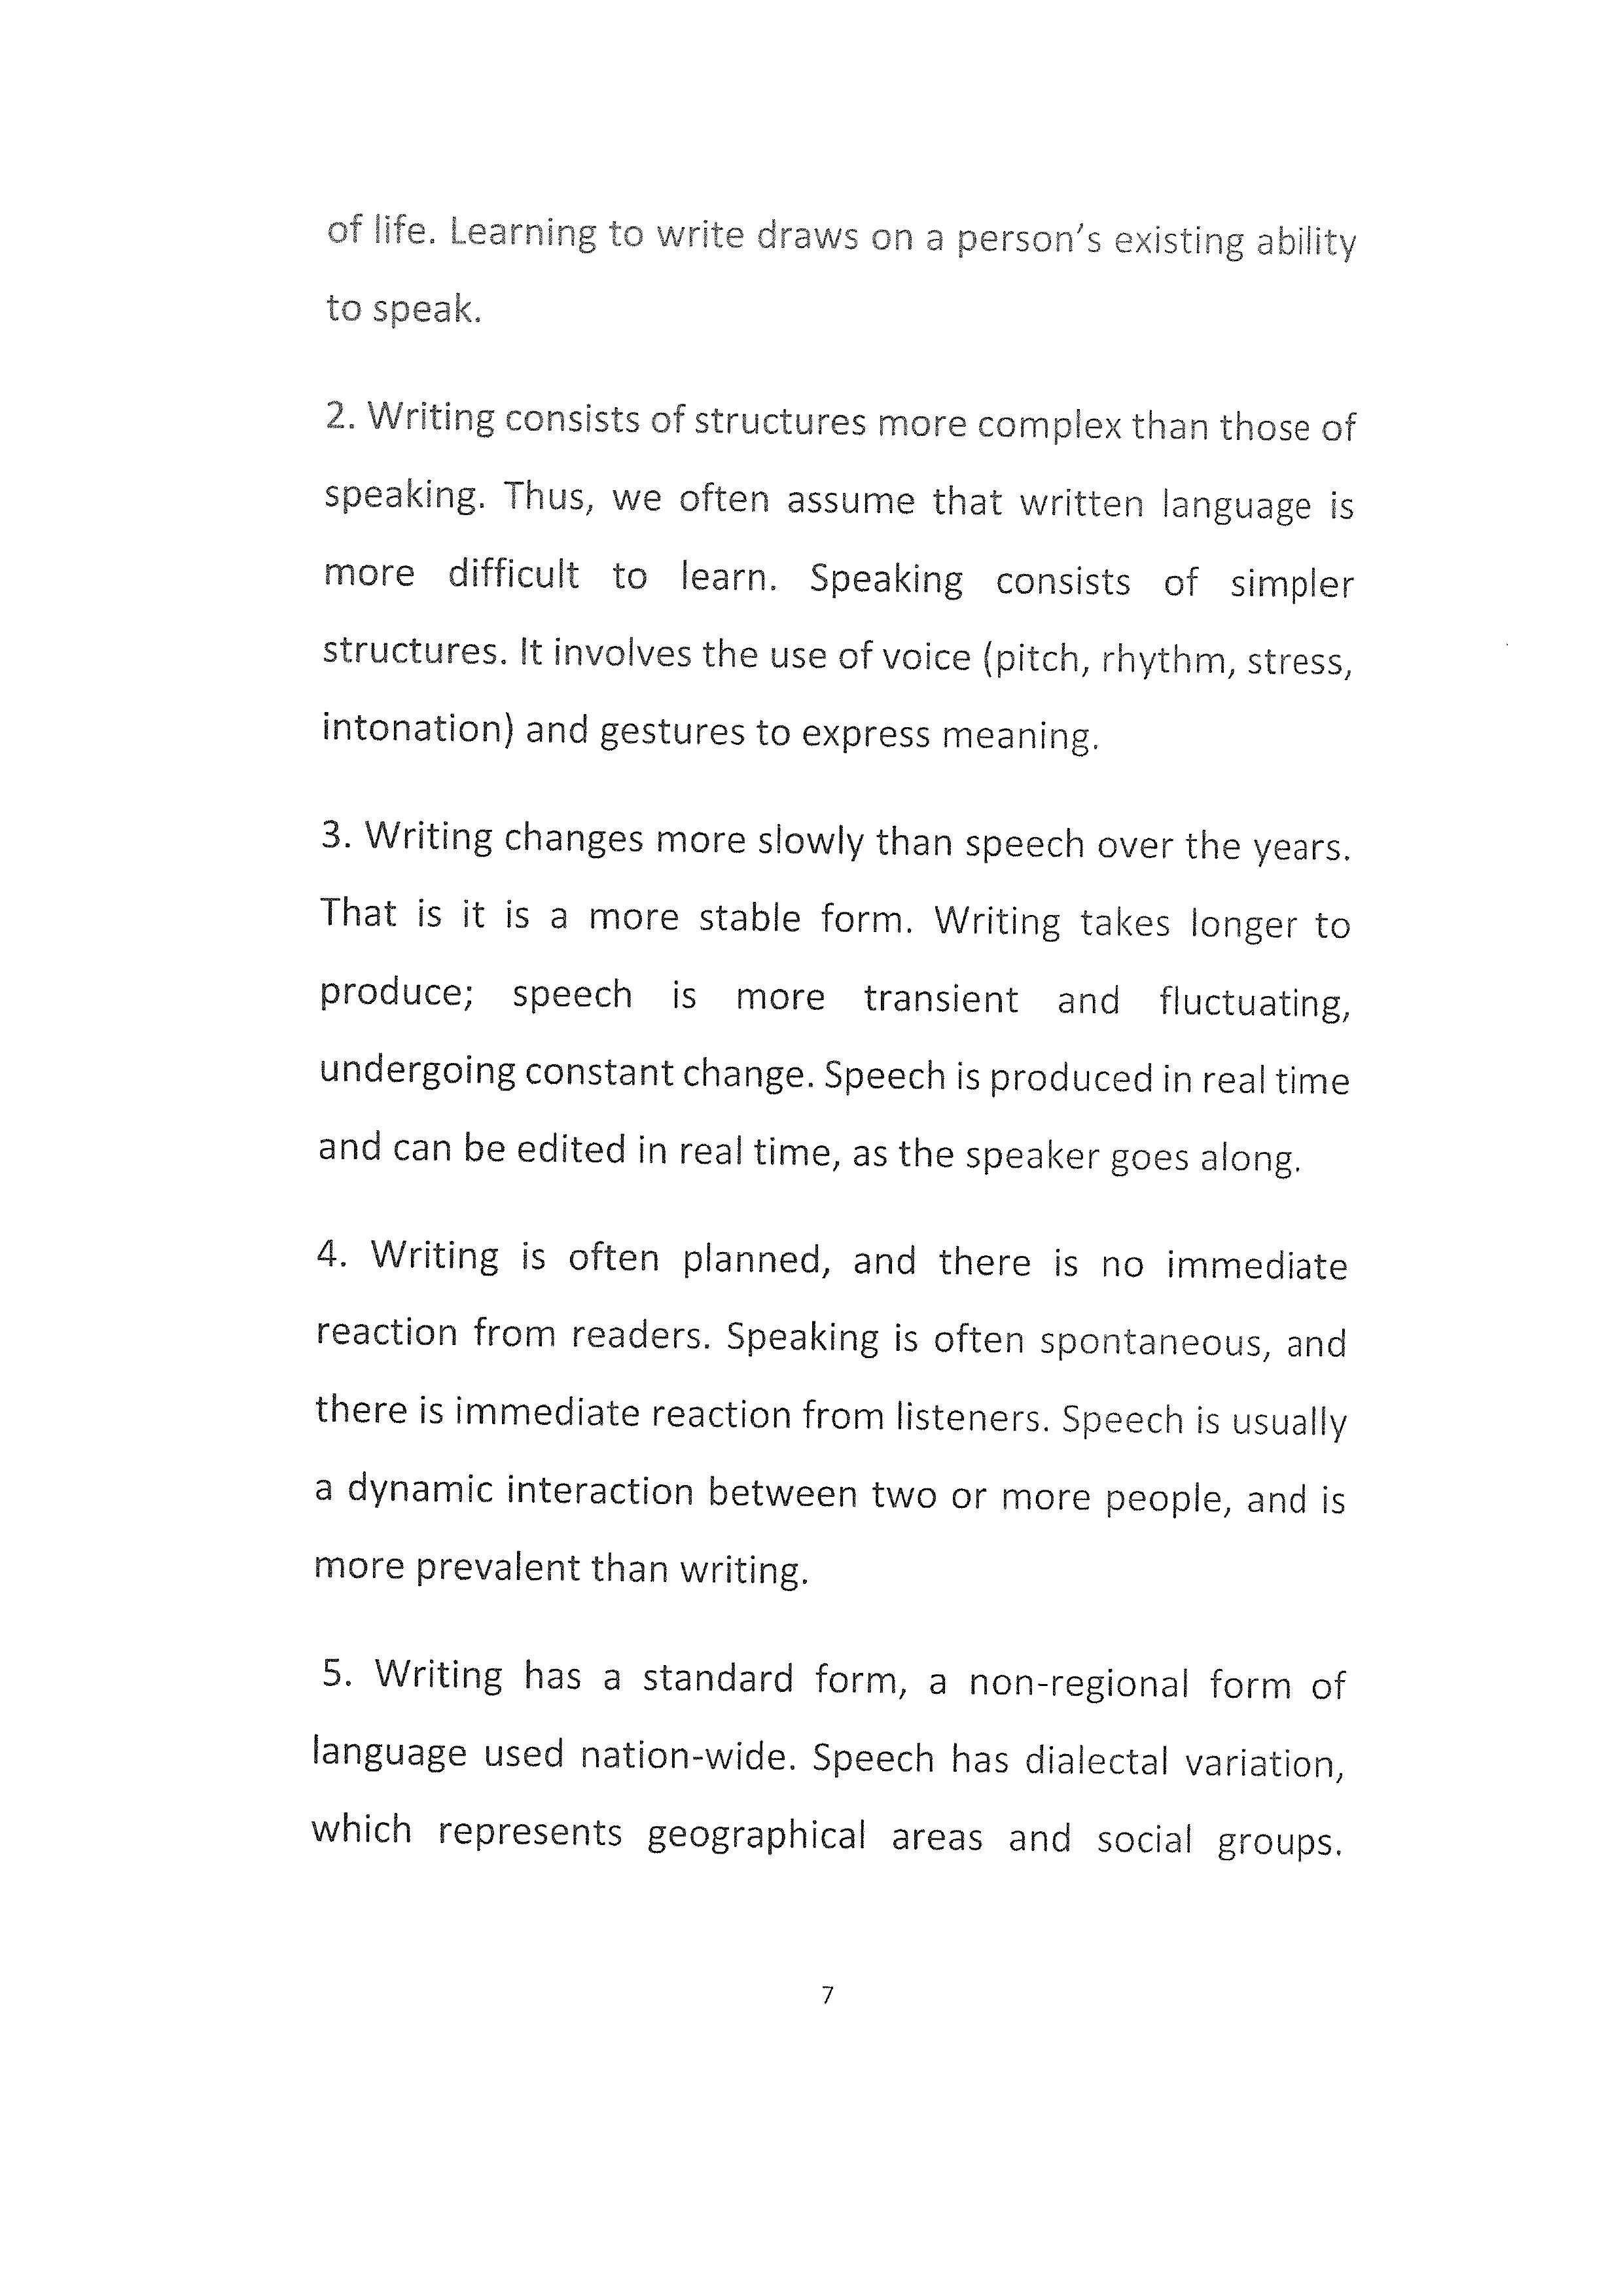 of life. Learning to write draws on a person's existing ability
to speak.
2. Writing consists of structures more complex than those of
speaking. Thus, we often assume that written language is
more difficult to learn. Speaking consists of simpler
structures. It involves the use of voice (pitch, rhythm, stress,
intonation) and gestures to express meaning.
3. Writing changes more slowly than speech over the years.
That is it is a more stable form. Writing takes longer to
produce; speech is more transient and fluctuating,
undergoing constant change. Speech is produced in real time
and can be edited in real time, as the speaker goes along.
4. Writing is often planned, and there is no immediate
reaction from readers. Speaking is often spontaneous, and
there is immediate reaction from listeners. Speech is usually
a dynamic interaction between two or more people, and is
more prevalent than writing.
5. Writing has a standard form, a non-regional form of
language used nation-wide. Speech has dialectal variation,
which represents geographical areas and social groups.
7